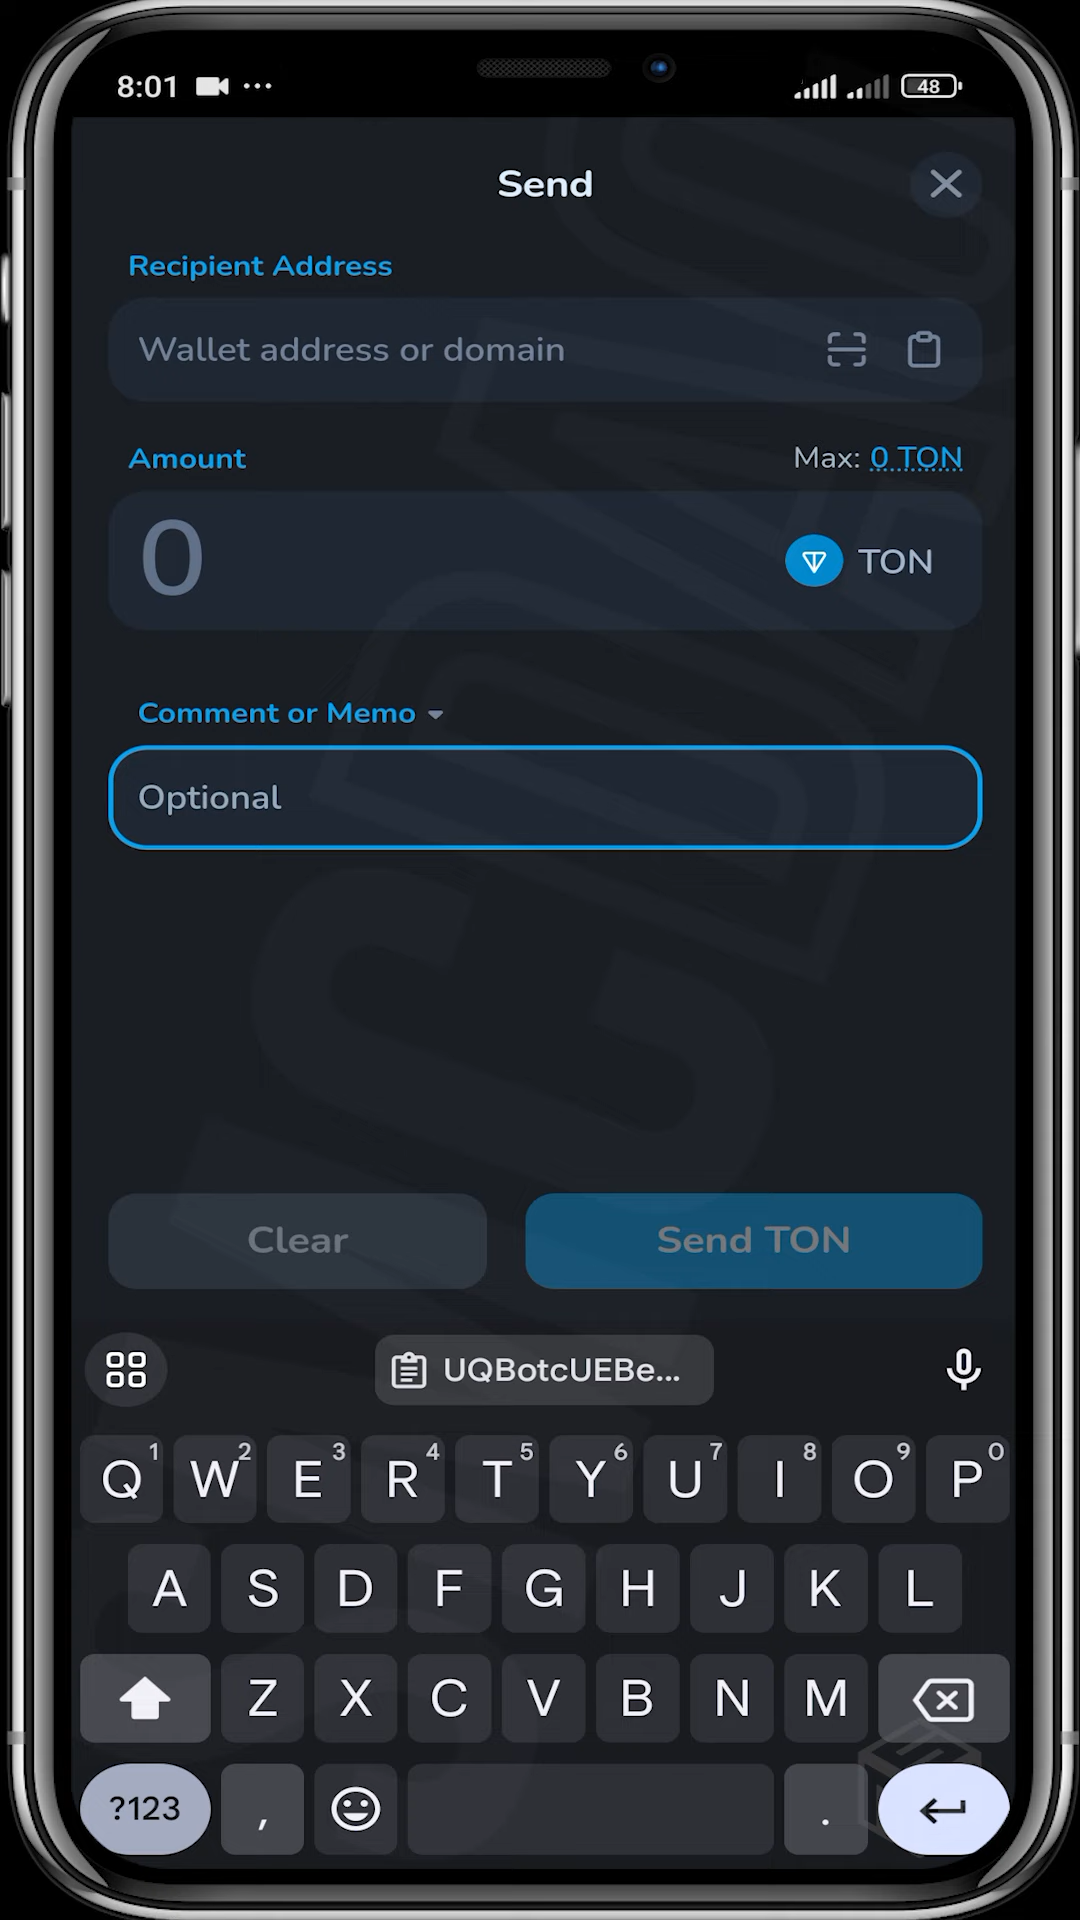 8:01 48
Send
Recipient Address
Wallet address or domain
Amount Max: 0 TON
0 TON
Comment or Memo
Optional
Clear Send TON
UQBotcUEBe...
Q1 W2 E3 R4 T5 Y6 U7 I8 O9 P0
A S D F G H J K L
Z X C V B N M
?123 , .